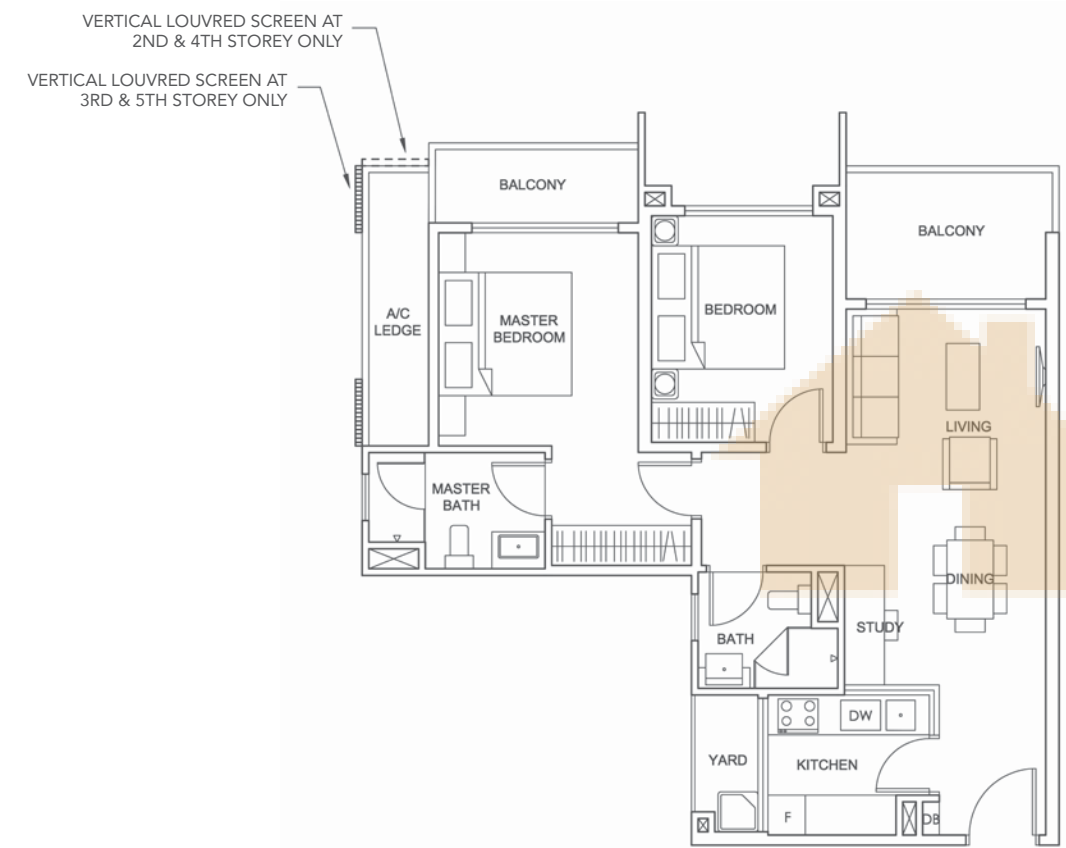 VERTICAL LOUVRED SCREEN AT
2ND & 4TH STOREY ONLY
VERTICAL LOUVRED SCREEN AT
3RD & 5TH STOREY ONLY
BALCONY
BALCONY
A/C
LEDGE
MASTER
BEDROOM
BEDROOM
LIVING
MASTER
BATH
DINING
STUDY
BATH
DW
YARD
KITCHEN
F
DB